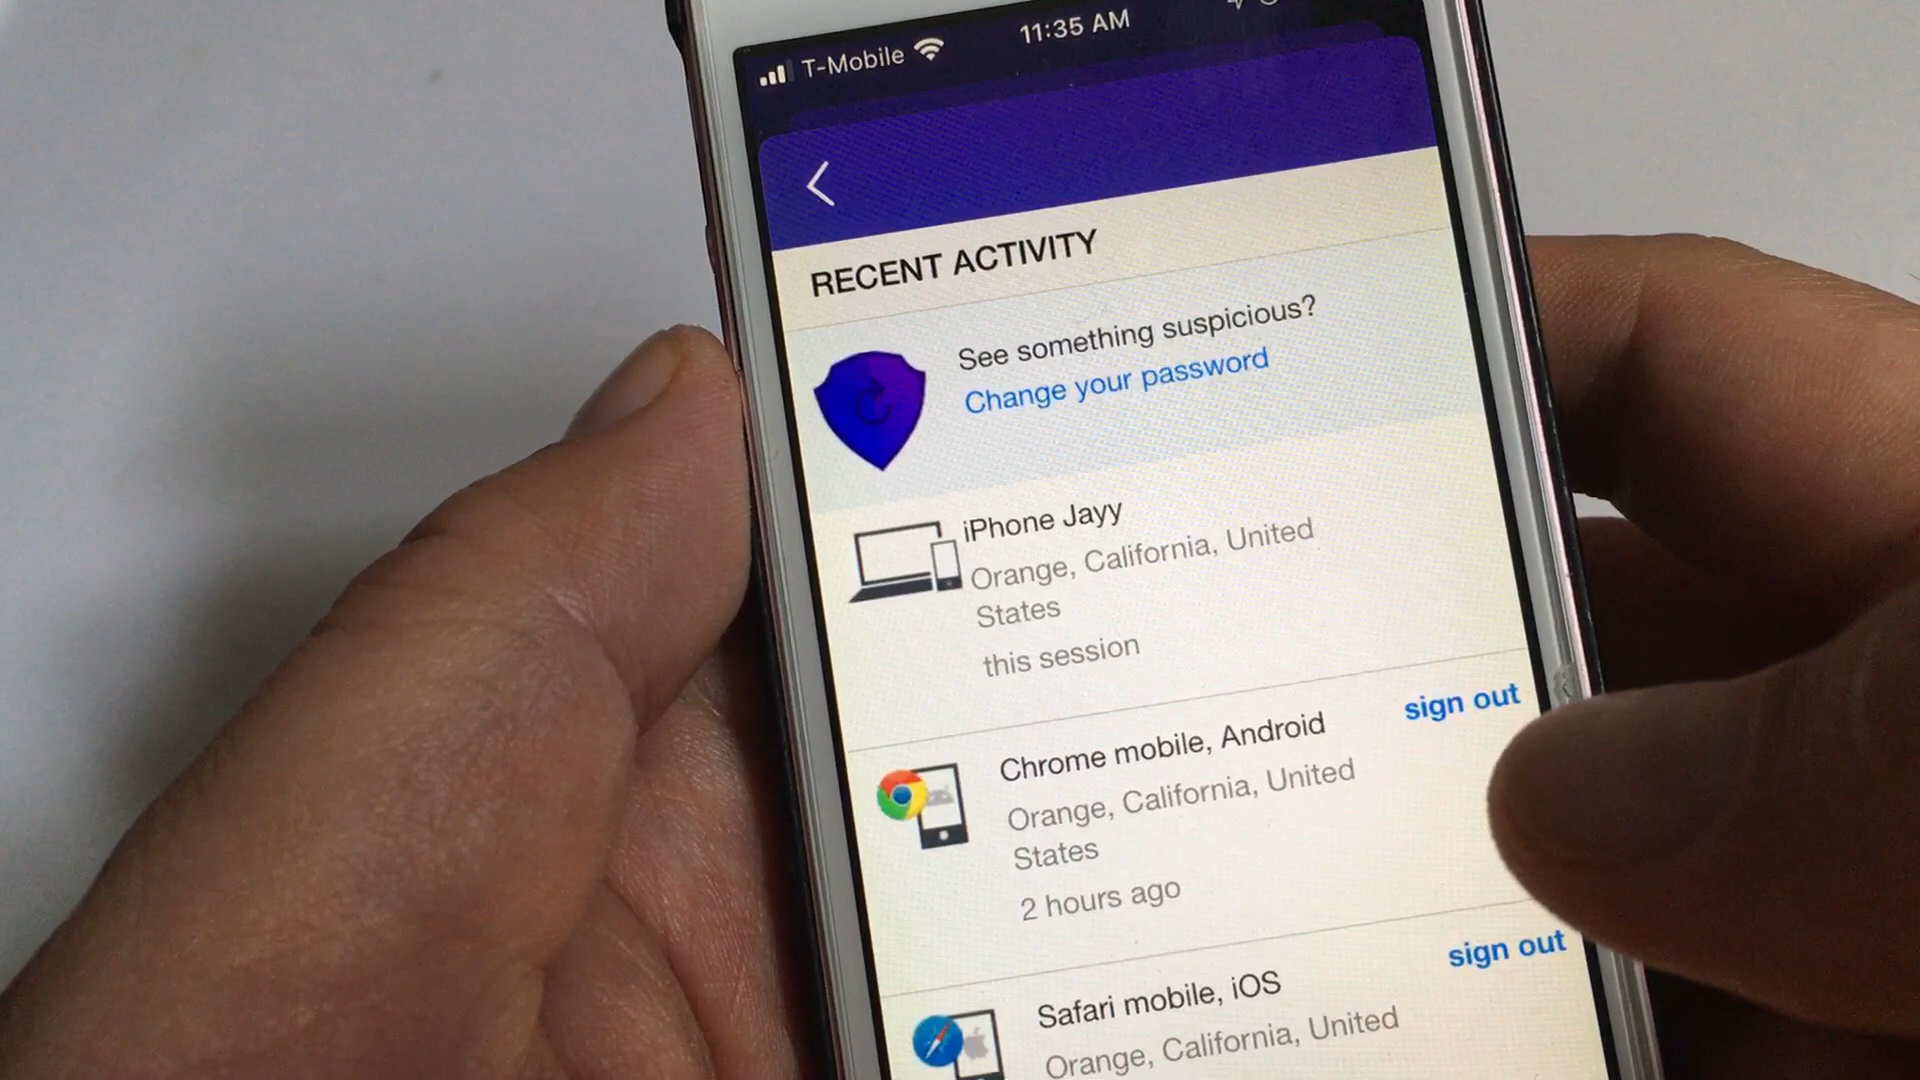 T-Mobile 11:35 AM
RECENT ACTIVITY
See something suspicious?
Change your password
iPhone Jayy
Orange, California, United
States
this session
sign out
Chrome mobile, Android
Orange, California, United
States
2 hours ago
sign out
Safari mobile, iOS
Orange, California, United